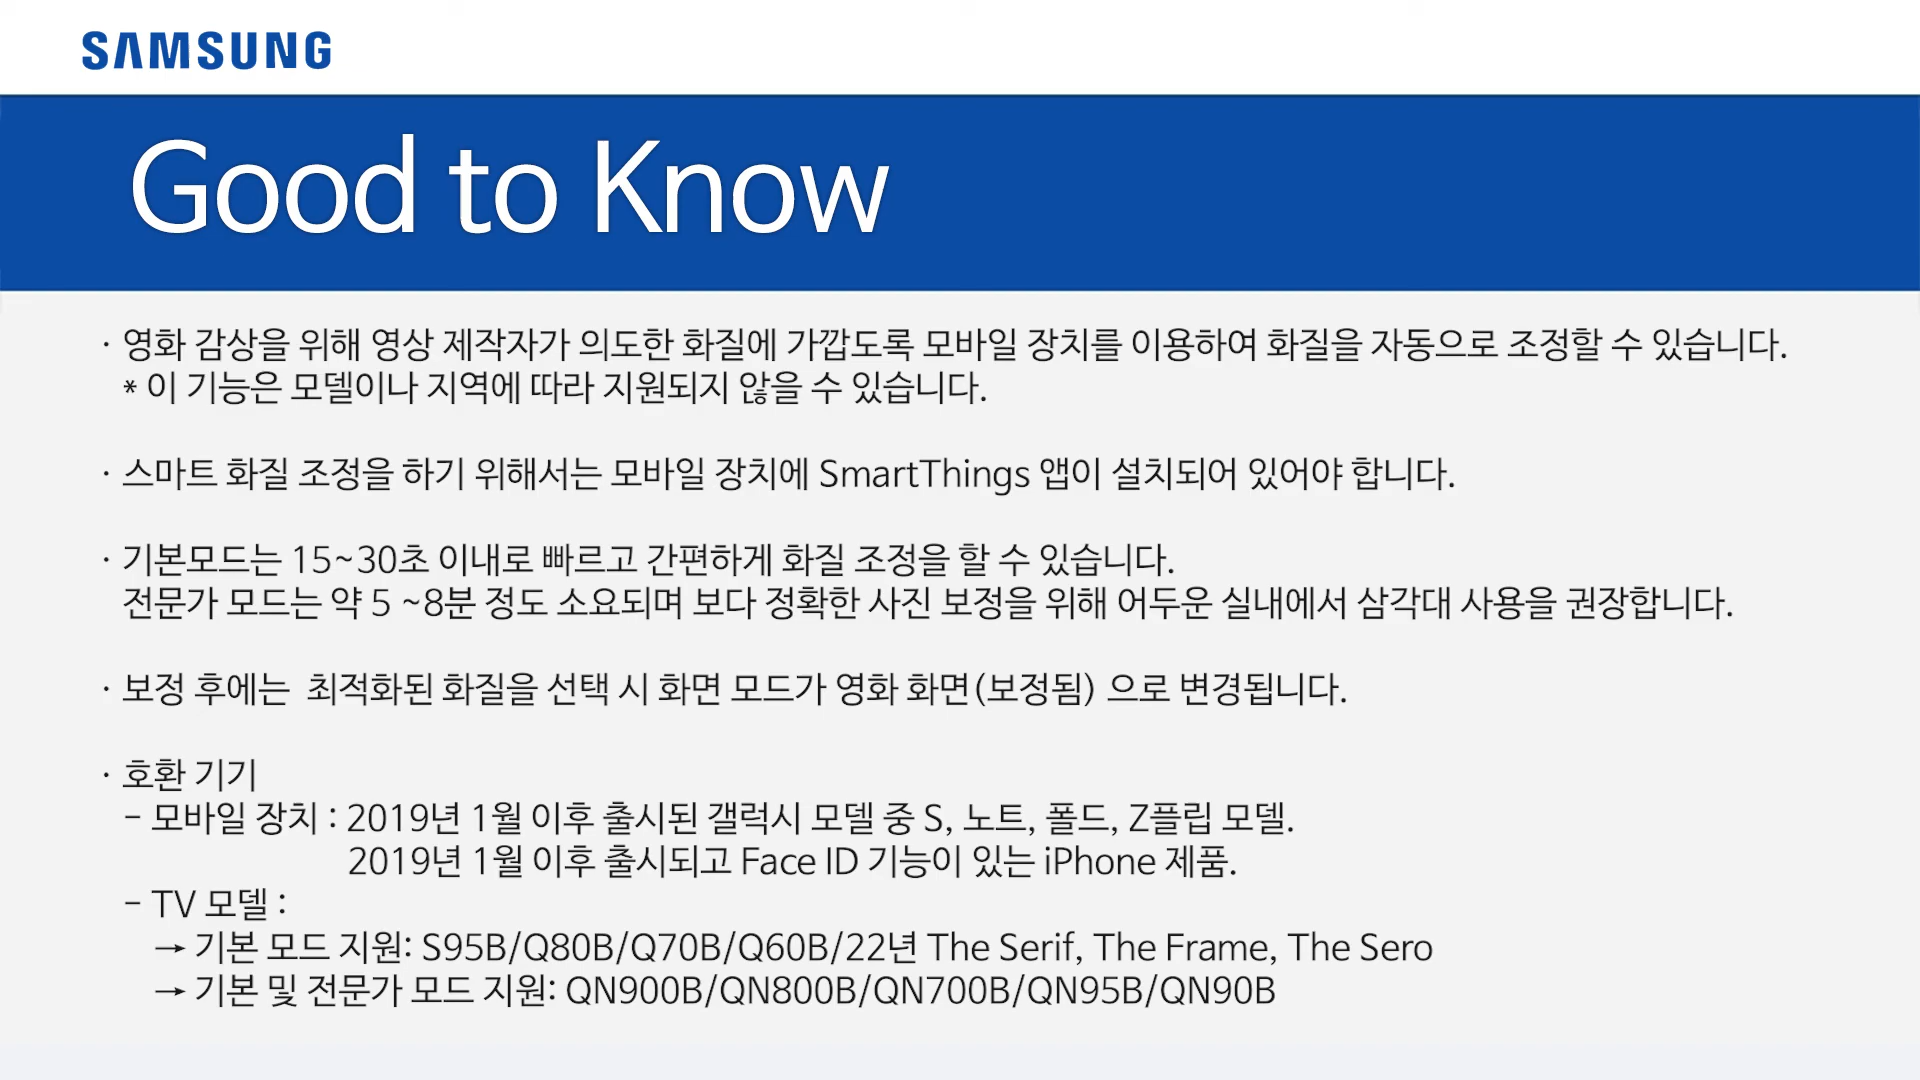 SAMSUNG
Good to Know
· 영화 감상을 위해 영상 제작자가 의도한 화질에 가깝도록 모바일 장치를 이용하여 화질을 자동으로 조정할 수 있습니다.
* 이 기능은 모델이나 지역에 따라 지원되지 않을 수 있습니다.
· 스마트 화질 조정을 하기 위해서는 모바일 장치에 SmartThings 앱이 설치되어 있어야 합니다.
· 기본모드는 15~30초 이내로 빠르고 간편하게 화질 조정을 할 수 있습니다.
전문가 모드는 약 5 ~8분 정도 소요되며 보다 정확한 사진 보정을 위해 어두운 실내에서 삼각대 사용을 권장합니다.
· 보정 후에는 최적화된 화질을 선택 시 화면 모드가 영화 화면(보정됨) 으로 변경됩니다.
· 호환 기기
- 모바일 장치 : 2019년 1월 이후 출시된 갤럭시 모델 중 S, 노트, 폴드, Z플립 모델.
2019년 1월 이후 출시되고 Face ID 기능이 있는 iPhone 제품.
- TV 모델 :
→ 기본 모드 지원: S95B/Q80B/Q70B/Q60B/22년 The Serif, The Frame, The Sero
→ 기본 및 전문가 모드 지원: QN900B/QN800B/QN700B/QN95B/QN90B